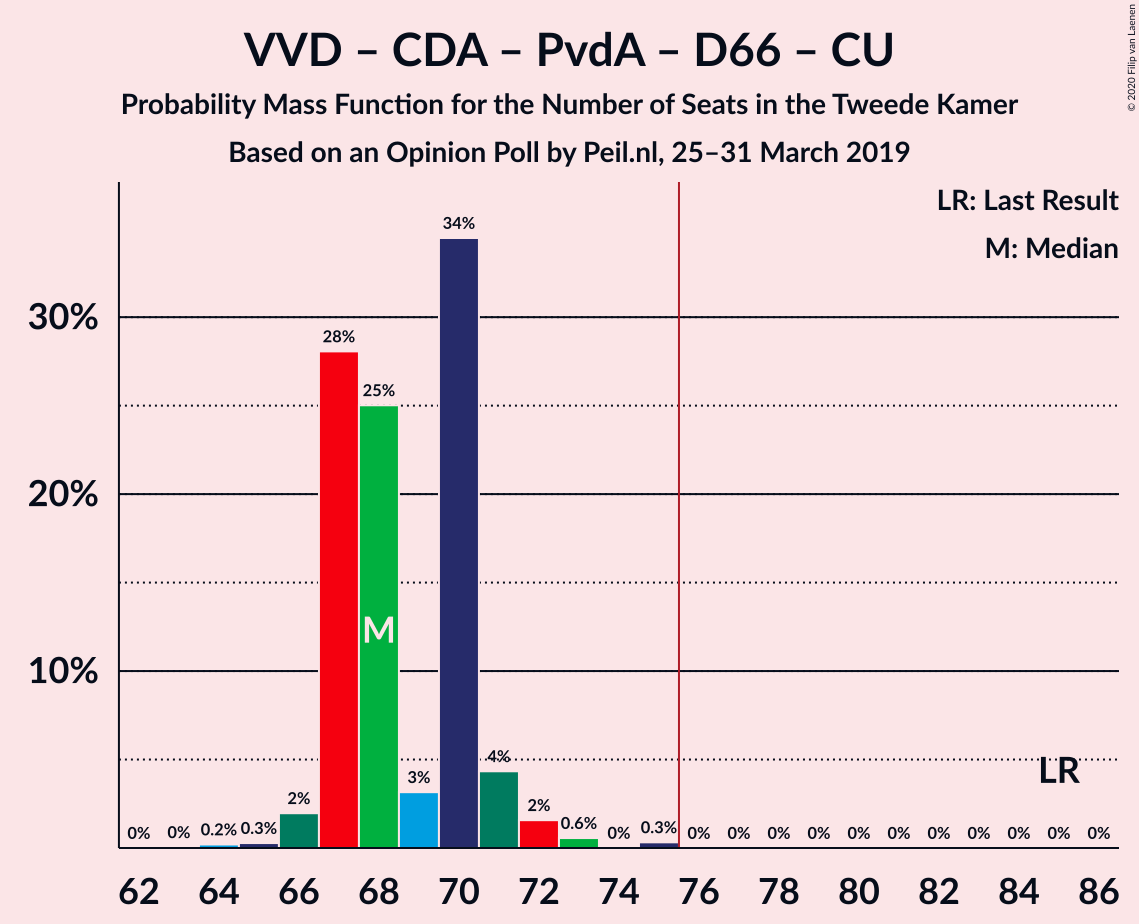 VVD – CDA – PvdA – D66 – CU
Probability Mass Function for the Number of Seats in the Tweede Kamer
Based on an Opinion Poll by Peil.nl, 25–31 March 2019
© 2020 Filip van Laenen
LR: Last Result
M: Median
34%
30%
28%
25%
20%
M
10%
4%
LR
3%
2%
2%
0.6%
0% 0% 0.2% 0.3% 0% 0.3% 0% 0% 0% 0% 0% 0% 0% 0% 0% 0% 0%
62 64 66 68 70 72 74 76 78 80 82 84 86